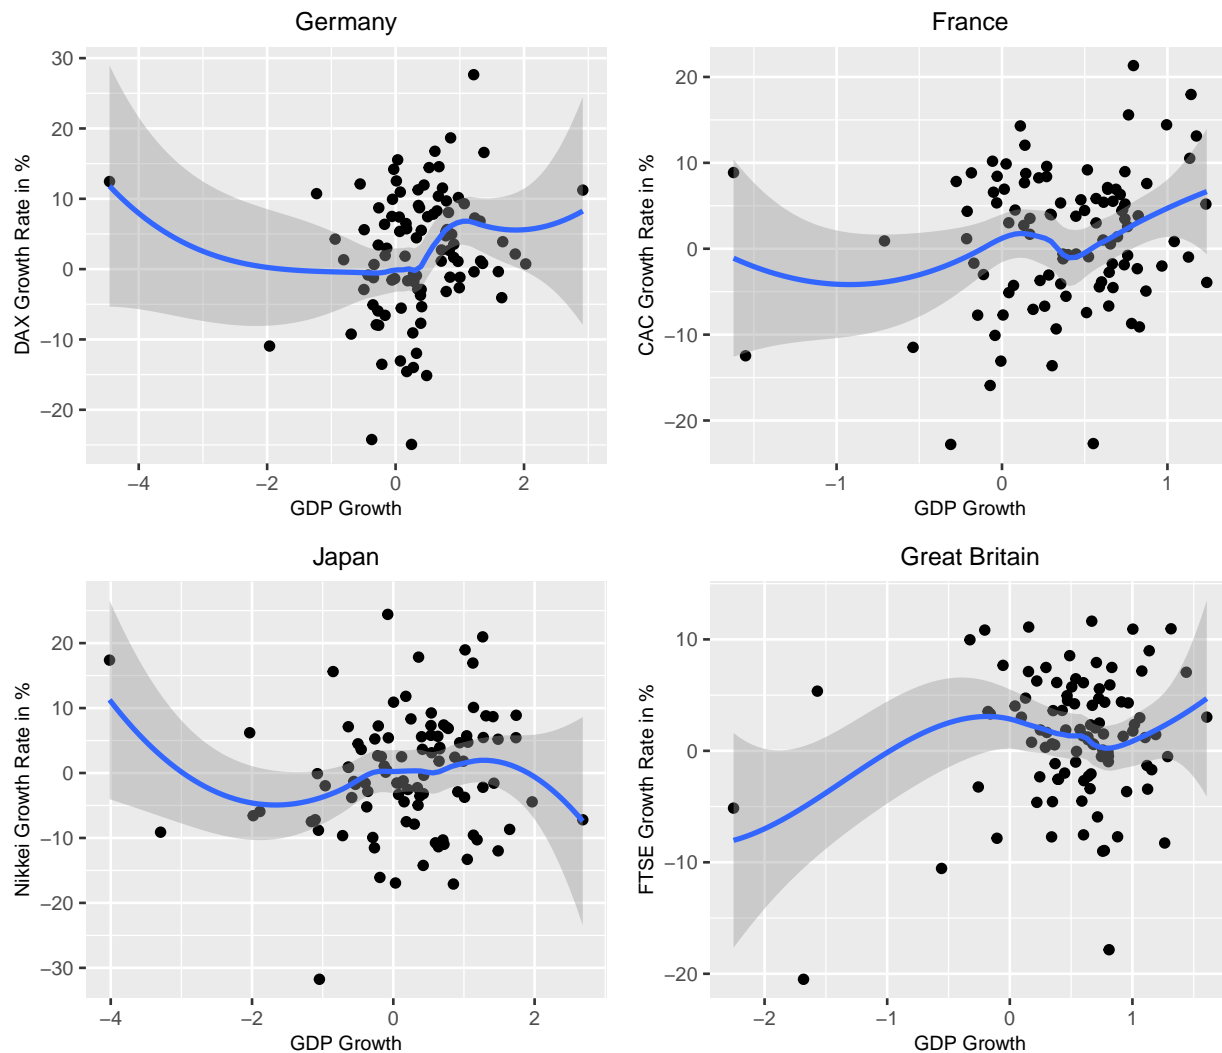 Germany
30
20
10
0
−10
−20
DAX Growth Rate in %
−4 −2 0 2
GDP Growth
France
20
10
0
−10
−20
CAC Growth Rate in %
−1 0 1
GDP Growth
Japan
20
10
0
−10
−20
−30
Nikkei Growth Rate in %
−4 −2 0 2
GDP Growth
Great Britain
10
0
−10
−20
FTSE Growth Rate in %
−2 −1 0 1
GDP Growth